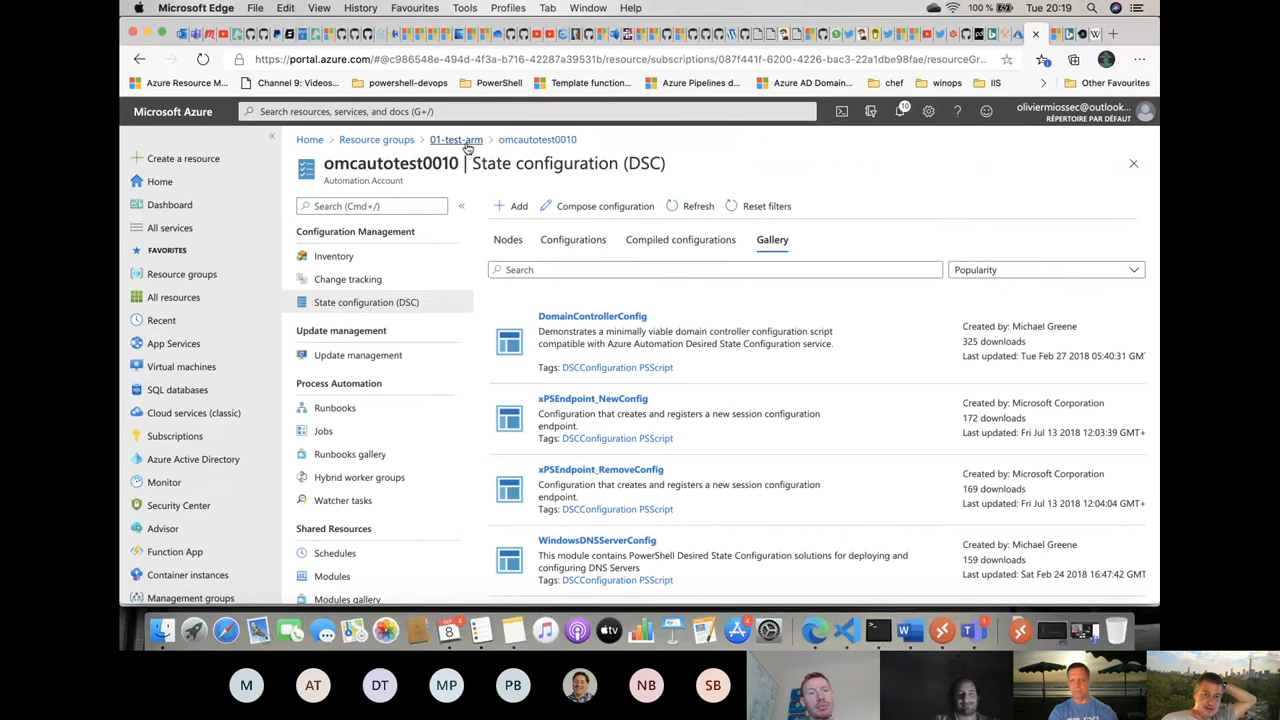 Microsoft Edge File Edit View History Favourites Tools Profiles Tab Window Help 100 % Tue 20:19
https://portal.azure.com/#@c986548e-494d-4f3a-b716-42287a39531b/resource/subscriptions/087f441f-6200-4226-bac3-22a1dbe98fae/resourceGr...
Azure Resource M... Channel 9: Videos... powershell-devops PowerShell Template function... Azure Pipelines d... Azure AD Domain... chef winops IIS Other Favourites
Microsoft Azure Search resources, services, and docs (G+/) 10 oliviermiossec@outlook...
RÉPERTOIRE PAR DÉFAUT
Home > Resource groups > 01-test-arm > omcautotest0010
omcautotest0010 | State configuration (DSC)
Automation Account
Create a resource
Home
Dashboard
All services
FAVORITES
Resource groups
All resources
Recent
App Services
Virtual machines
SQL databases
Cloud services (classic)
Subscriptions
Azure Active Directory
Monitor
Security Center
Advisor
Function App
Container instances
Management groups
Search (Cmd+/)
Configuration Management
Inventory
Change tracking
State configuration (DSC)
Update management
Update management
Process Automation
Runbooks
Jobs
Runbooks gallery
Hybrid worker groups
Watcher tasks
Shared Resources
Schedules
Modules
Modules gallery
Add Compose configuration Refresh Reset filters
Nodes Configurations Compiled configurations Gallery
Search Popularity
DomainControllerConfig
Demonstrates a minimally viable domain controller configuration script
compatible with Azure Automation Desired State Configuration service.
Tags: DSCConfiguration PSScript
Created by: Michael Greene
325 downloads
Last updated: Tue Feb 27 2018 05:40:31 GM
xPSEndpoint_NewConfig
Configuration that creates and registers a new session configuration
endpoint.
Tags: DSCConfiguration PSScript
Created by: Microsoft Corporation
172 downloads
Last updated: Fri Jul 13 2018 12:03:39 GMT+
xPSEndpoint_RemoveConfig
Configuration that creates and registers a new session configuration
endpoint.
Tags: DSCConfiguration PSScript
Created by: Microsoft Corporation
169 downloads
Last updated: Fri Jul 13 2018 12:04:04 GMT+
WindowsDNSServerConfig
This module contains PowerShell Desired State Configuration solutions for deploying and
configuring DNS Servers
Tags: DSCConfiguration PSScript
Created by: Michael Greene
159 downloads
Last updated: Sat Feb 24 2018 16:47:42 GMT+
SEP
8
4
tv
4
1
M AT DT MP PB NB SB